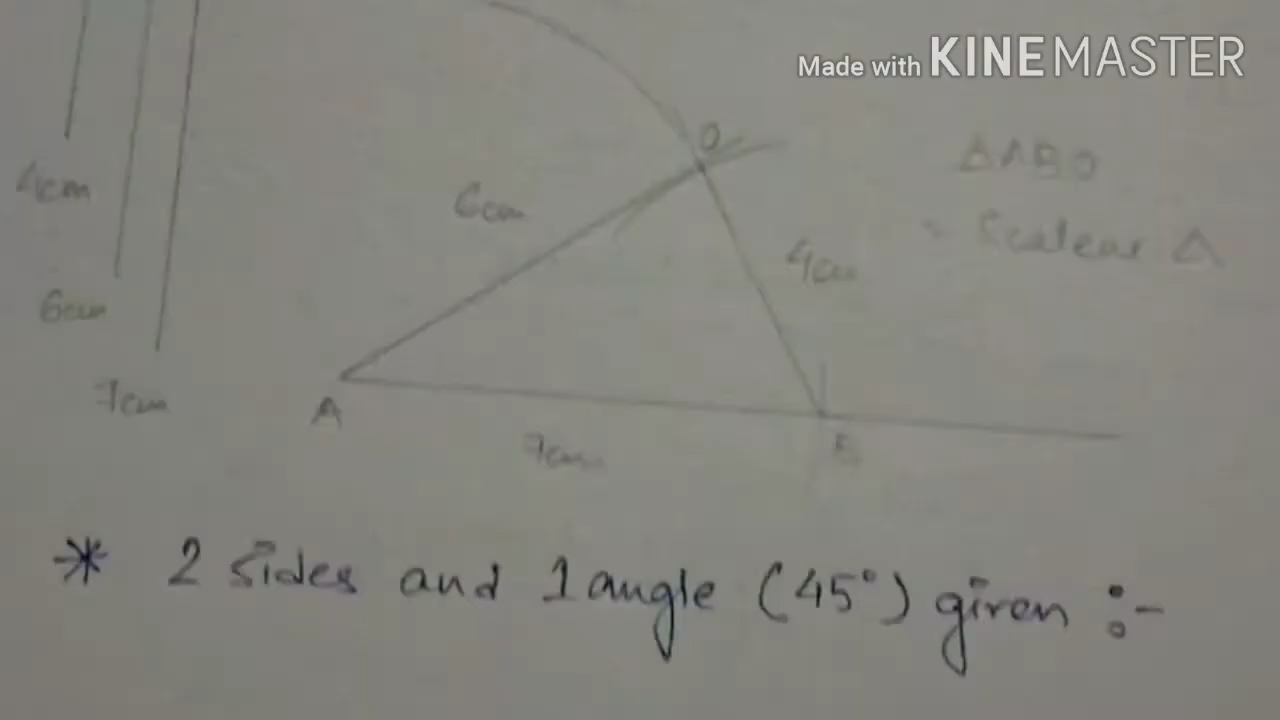 Made with KINEMASTER
O
ΔABO
4cm
6cm
= Scalene Δ
4cm
6cm
7cm
A
7cm
B
* 2 sides and 1 angle (45°) given :-